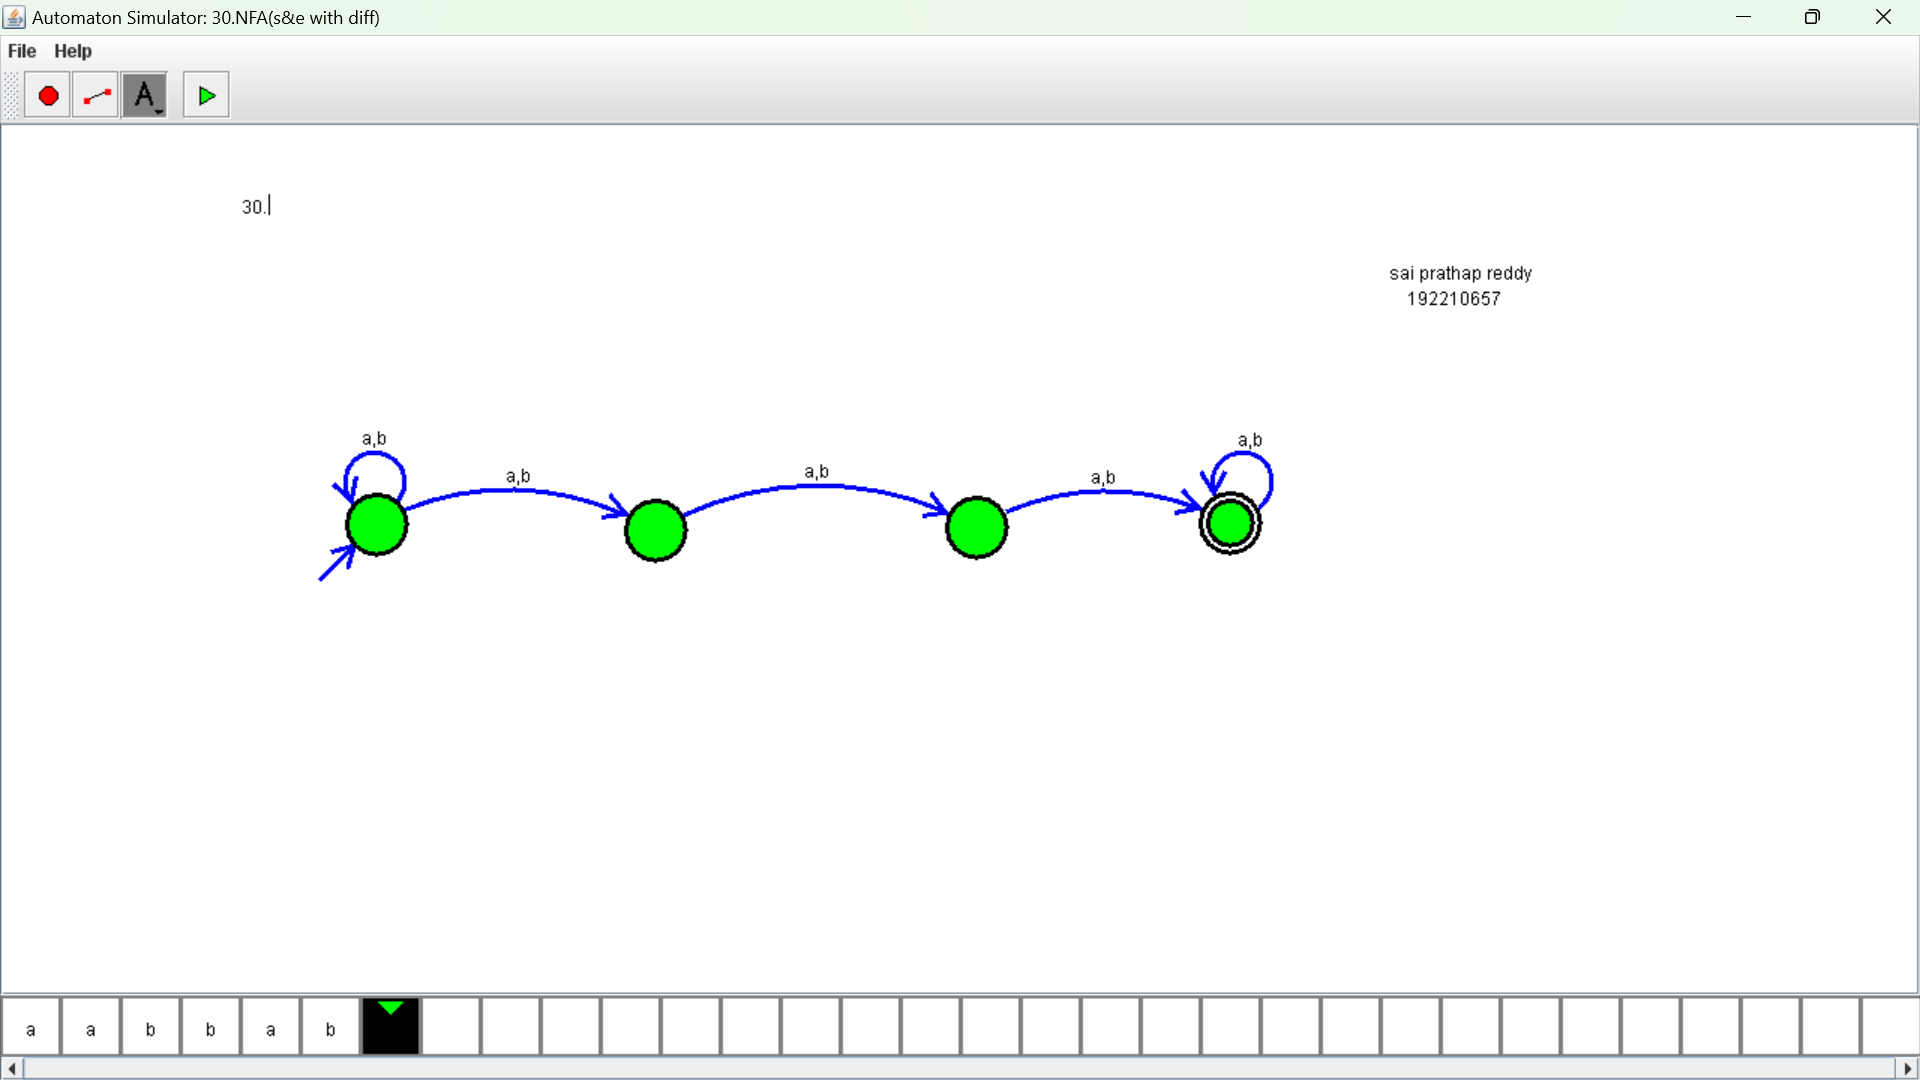 Automaton Simulator: 30.NFA(s&e with diff)
File Help
A
30.
sai prathap reddy
192210657
a,b
a,b
a,b
a,b
a,b
a a b b a b